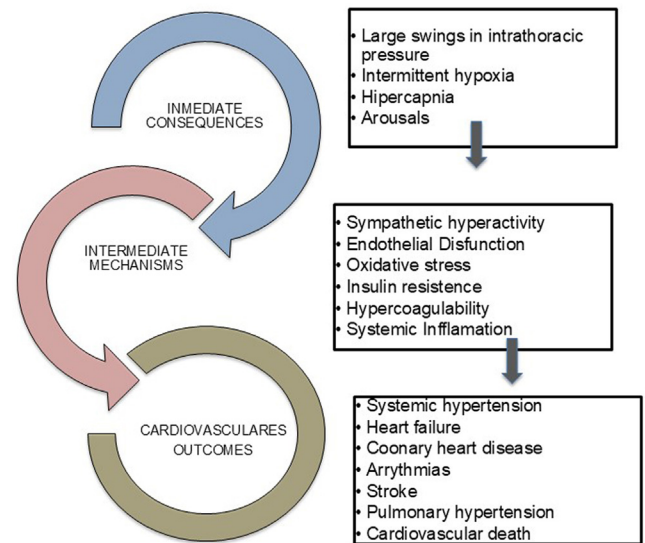 INMEDIATE
CONSEQUENCES
• Large swings in intrathoracic
pressure
• Intermittent hypoxia
• Hipercapnia
• Arousals
INTERMEDIATE
MECHANISMS
• Sympathetic hyperactivity
• Endothelial Disfunction
• Oxidative stress
• Insulin resistence
• Hypercoagulability
• Systemic Infflamation
CARDIOVASCULARES
OUTCOMES
• Systemic hypertension
• Heart failure
• Coonary heart disease
• Arrythmias
• Stroke
• Pulmonary hypertension
• Cardiovascular death